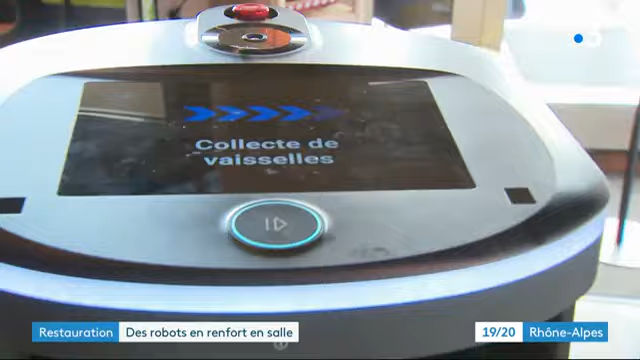 Collecte de
vaisselles
Restauration Des robots en renfort en salle
19/20 Rhône-Alpes